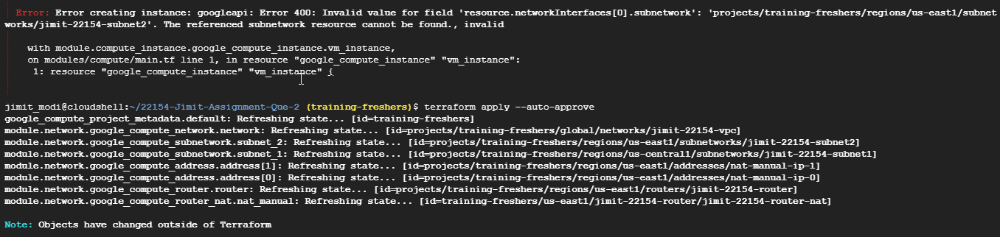 Error: Error creating instance: googleapi: Error 400: Invalid value for field 'resource.networkInterfaces[0].subnetwork': 'projects/training-freshers/regions/us-east1/subnet
works/jimit-22154-subnet2'. The referenced subnetwork resource cannot be found., invalid
with module.compute_instance.google_compute_instance.vm_instance,
on modules/compute/main.tf line 1, in resource "google_compute_instance" "vm_instance":
1: resource "google_compute_instance" "vm_instance" {
jimit_modi@cloudshell:~/22154-Jimit-Assignment-Que-2 (training-freshers)$ terraform apply --auto-approve
google_compute_project_metadata.default: Refreshing state... [id=training-freshers]
module.network.google_compute_network.network: Refreshing state... [id=projects/training-freshers/global/networks/jimit-22154-vpc]
module.network.google_compute_subnetwork.subnet_2: Refreshing state... [id=projects/training-freshers/regions/us-east1/subnetworks/jimit-22154-subnet2]
module.network.google_compute_subnetwork.subnet_1: Refreshing state... [id=projects/training-freshers/regions/us-central1/subnetworks/jimit-22154-subnet1]
module.network.google_compute_address.address[1]: Refreshing state... [id=projects/training-freshers/regions/us-east1/addresses/nat-manual-ip-1]
module.network.google_compute_address.address[0]: Refreshing state... [id=projects/training-freshers/regions/us-east1/addresses/nat-manual-ip-0]
module.network.google_compute_router.router: Refreshing state... [id=projects/training-freshers/regions/us-east1/routers/jimit-22154-router]
module.network.google_compute_router_nat.nat_manual: Refreshing state... [id=training-freshers/us-east1/jimit-22154-router/jimit-22154-router-nat]
Note: Objects have changed outside of Terraform